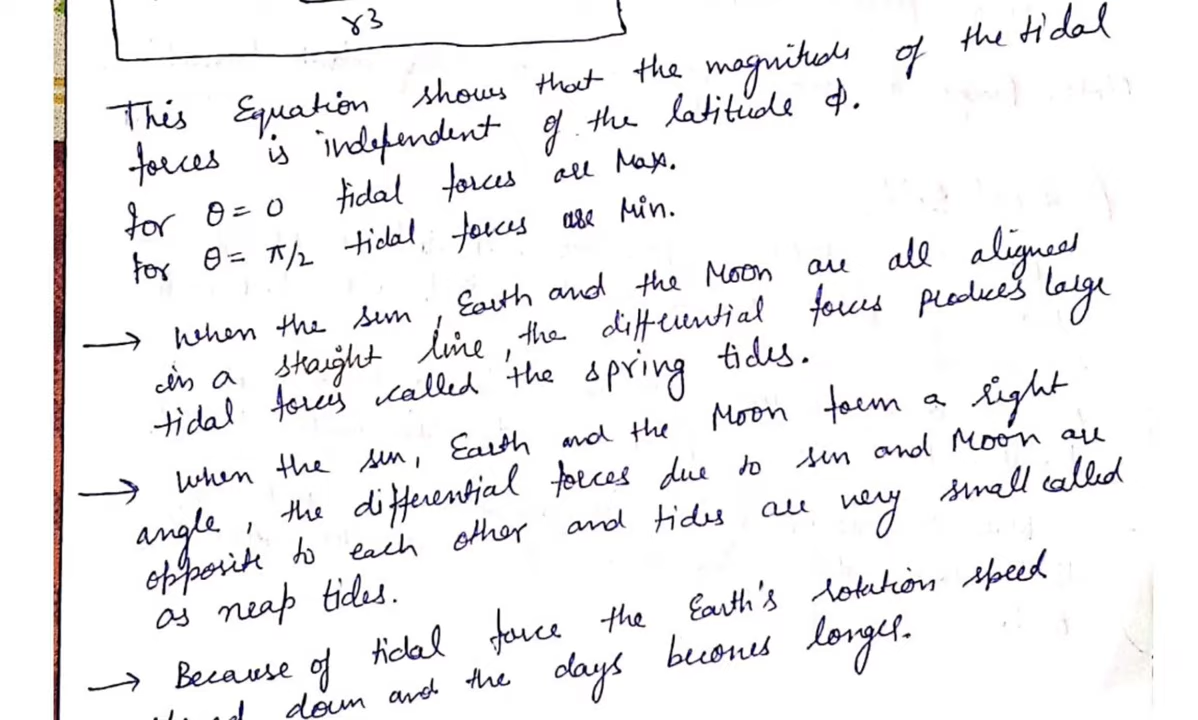 r3
This Equation shows that the magnitude of the tidal
forces is independent of the latitude ϕ.
for θ = 0 tidal forces are Max.
for θ = π/2 tidal forces are Min.
→ When the sun, Earth and the Moon are all aligned
in a straight line, the differential forces produces large
tidal forces called the spring tides.
→ When the sun, Earth and the Moon form a right
angle, the differential forces due to sun and Moon are
opposite to each other and tides are very small called
as neap tides.
→ Because of tidal force the Earth's rotation speed
down and the days becomes longer.